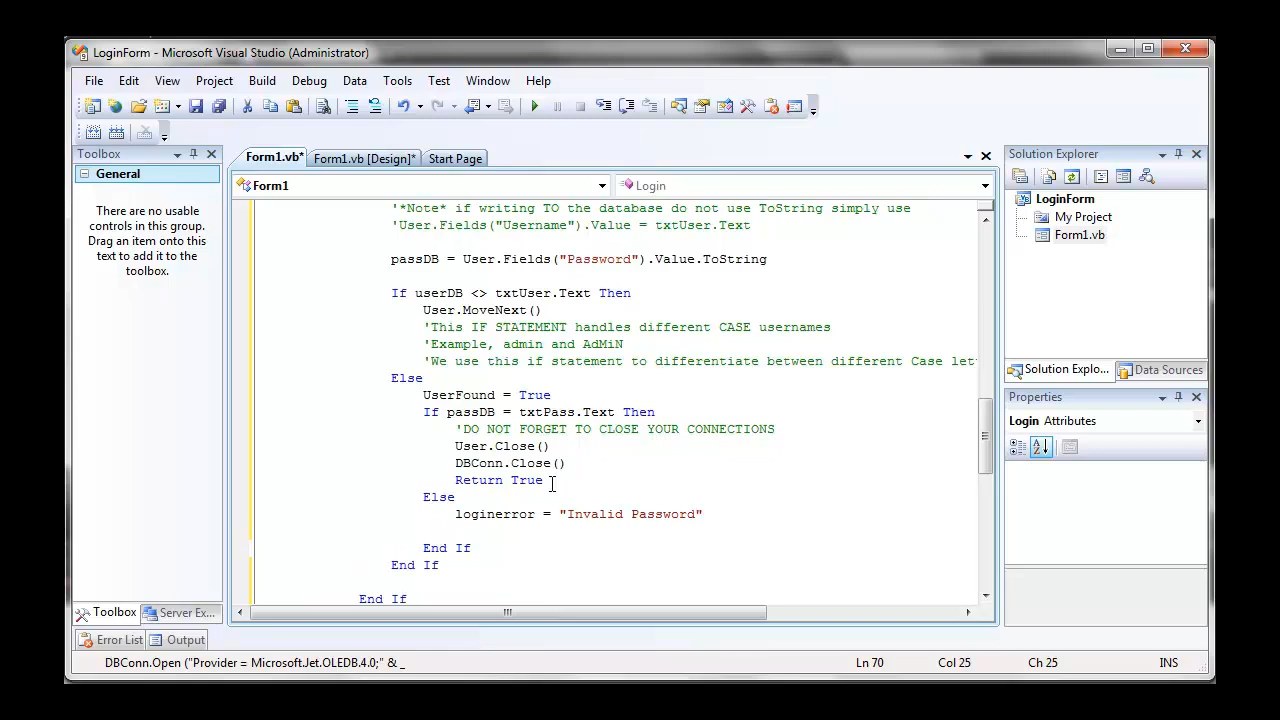 LoginForm - Microsoft Visual Studio (Administrator)
File Edit View Project Build Debug Data Tools Test Window Help
Toolbox
General
There are no usable
controls in this group.
Drag an item onto this
text to add it to the
toolbox.
Toolbox Server Ex...
Form1.vb* Form1.vb [Design]* Start Page
Form1 Login
'*Note* if writing TO the database do not use ToString simply use
'User.Fields("Username").Value = txtUser.Text
passDB = User.Fields("Password").Value.ToString
If userDB <> txtUser.Text Then
User.MoveNext()
'This IF STATEMENT handles different CASE usernames
'Example, admin and AdMiN
'We use this if statement to differentiate between different Case let
Else
UserFound = True
If passDB = txtPass.Text Then
'DO NOT FORGET TO CLOSE YOUR CONNECTIONS
User.Close()
DBConn.Close()
Return True
Else
loginerror = "Invalid Password"
End If
End If
End If
Solution Explorer
LoginForm
My Project
Form1.vb
Solution Explo... Data Sources
Properties
Login Attributes
Error List Output
DBConn.Open ("Provider = Microsoft.Jet.OLEDB.4.0;" & _ Ln 70 Col 25 Ch 25 INS